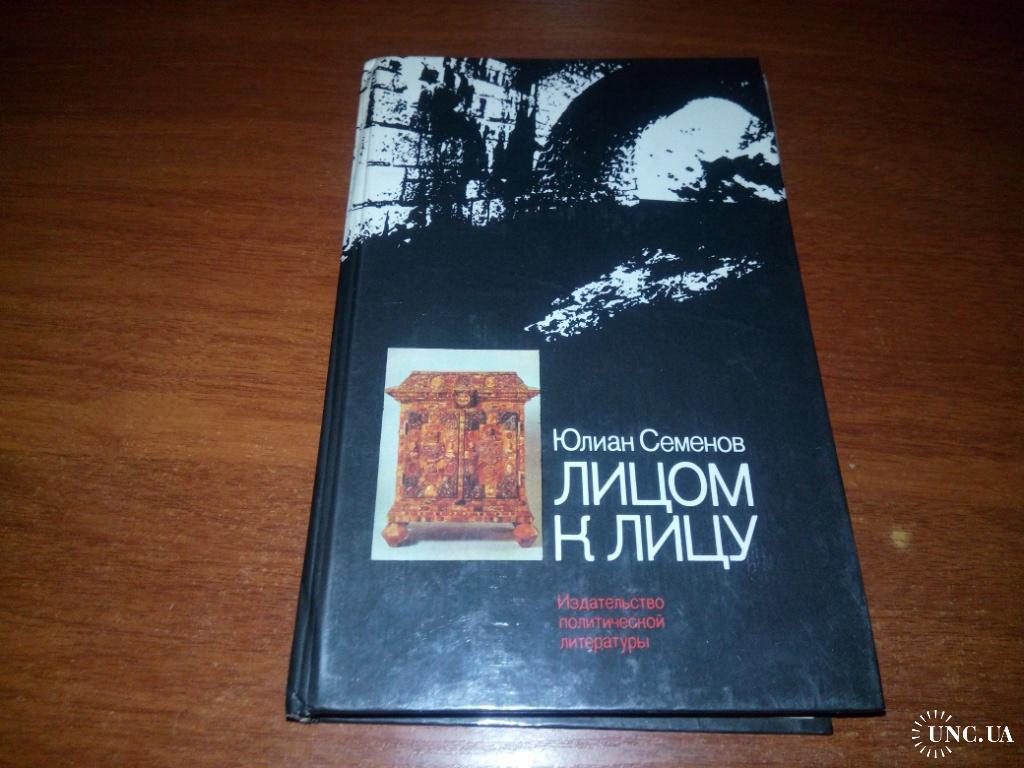 Юлиан Семенов
ЛИЦОМ
К ЛИЦУ
Издательство
политической
литературы
UNC.UA